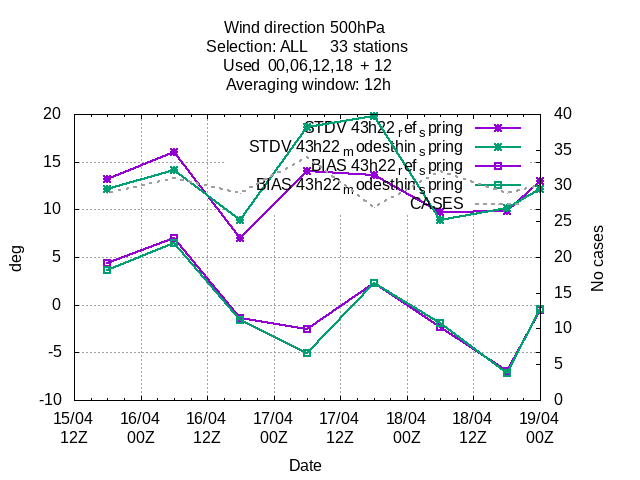 Wind direction 500hPa
Selection: ALL 33 stations
Used 00,06,12,18 + 12
Averaging window: 12h
20 40
STDV 43h22_ref_spring
35
STDV 43h22_modeshin_spring
15
BIAS 43h22_ref_spring
30
BIAS 43h22_modeshin_spring
CASES
10 25
5 20
deg
No cases
0 15
10
-5 5
-10 0
15/04 16/04 16/04 17/04 17/04 18/04 18/04 19/04
12Z 00Z 12Z 00Z 12Z 00Z 12Z 00Z
Date